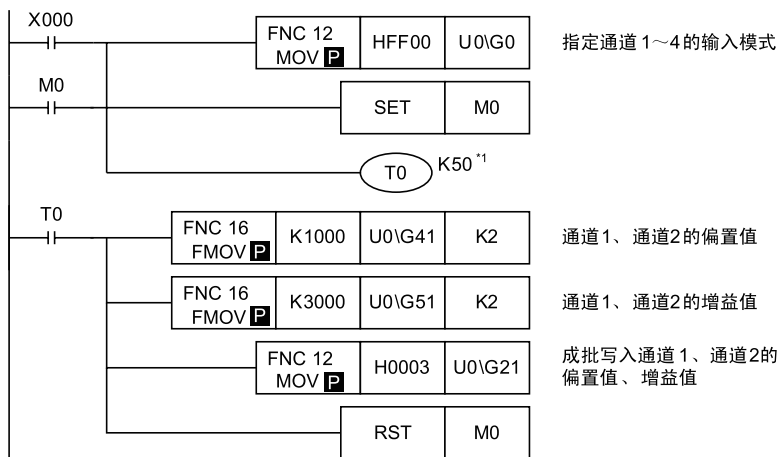 X000
FNC 12
MOV P
HFF00
U0\G0
指定通道1～4的输入模式
M0
SET
M0
T0
K50 *1
T0
FNC 16
FMOV P
K1000
U0\G41
K2
通道1、通道2的偏置值
FNC 16
FMOV P
K3000
U0\G51
K2
通道1、通道2的增益值
FNC 12
MOV P
H0003
U0\G21
成批写入通道1、通道2的
偏置值、增益值
RST
M0